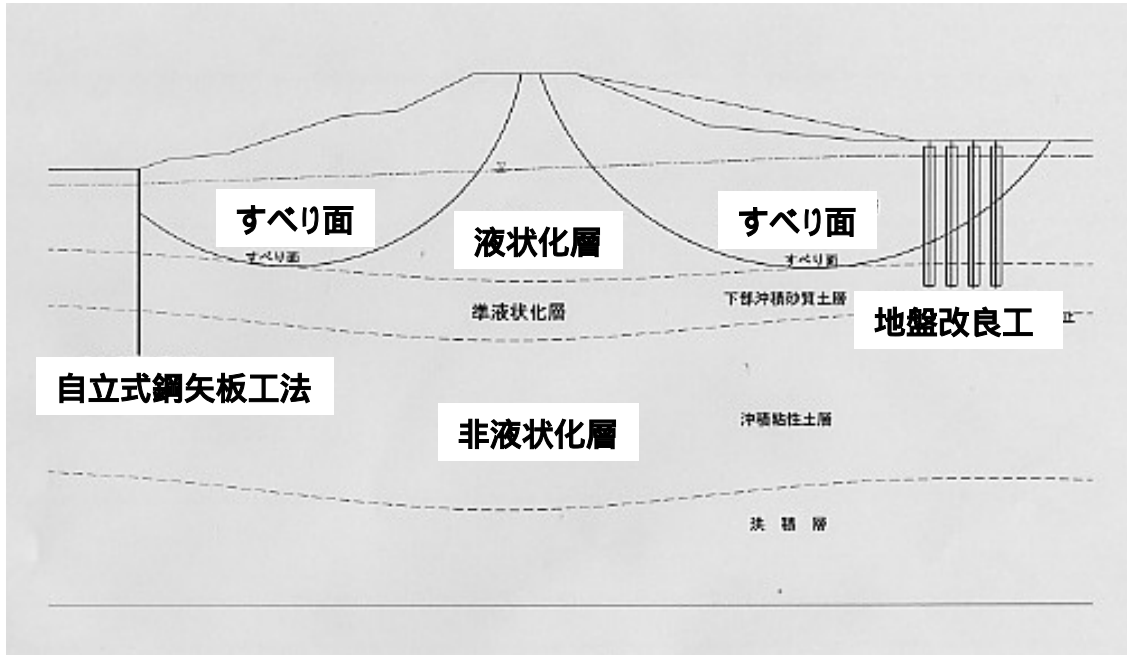 すべり面
すべり面
液状化層
すべり面
すべり面
準液状化層
下部沖積砂質土層
地盤改良工
自立式鋼矢板工法
非液状化層
沖積粘性土層
洪積層